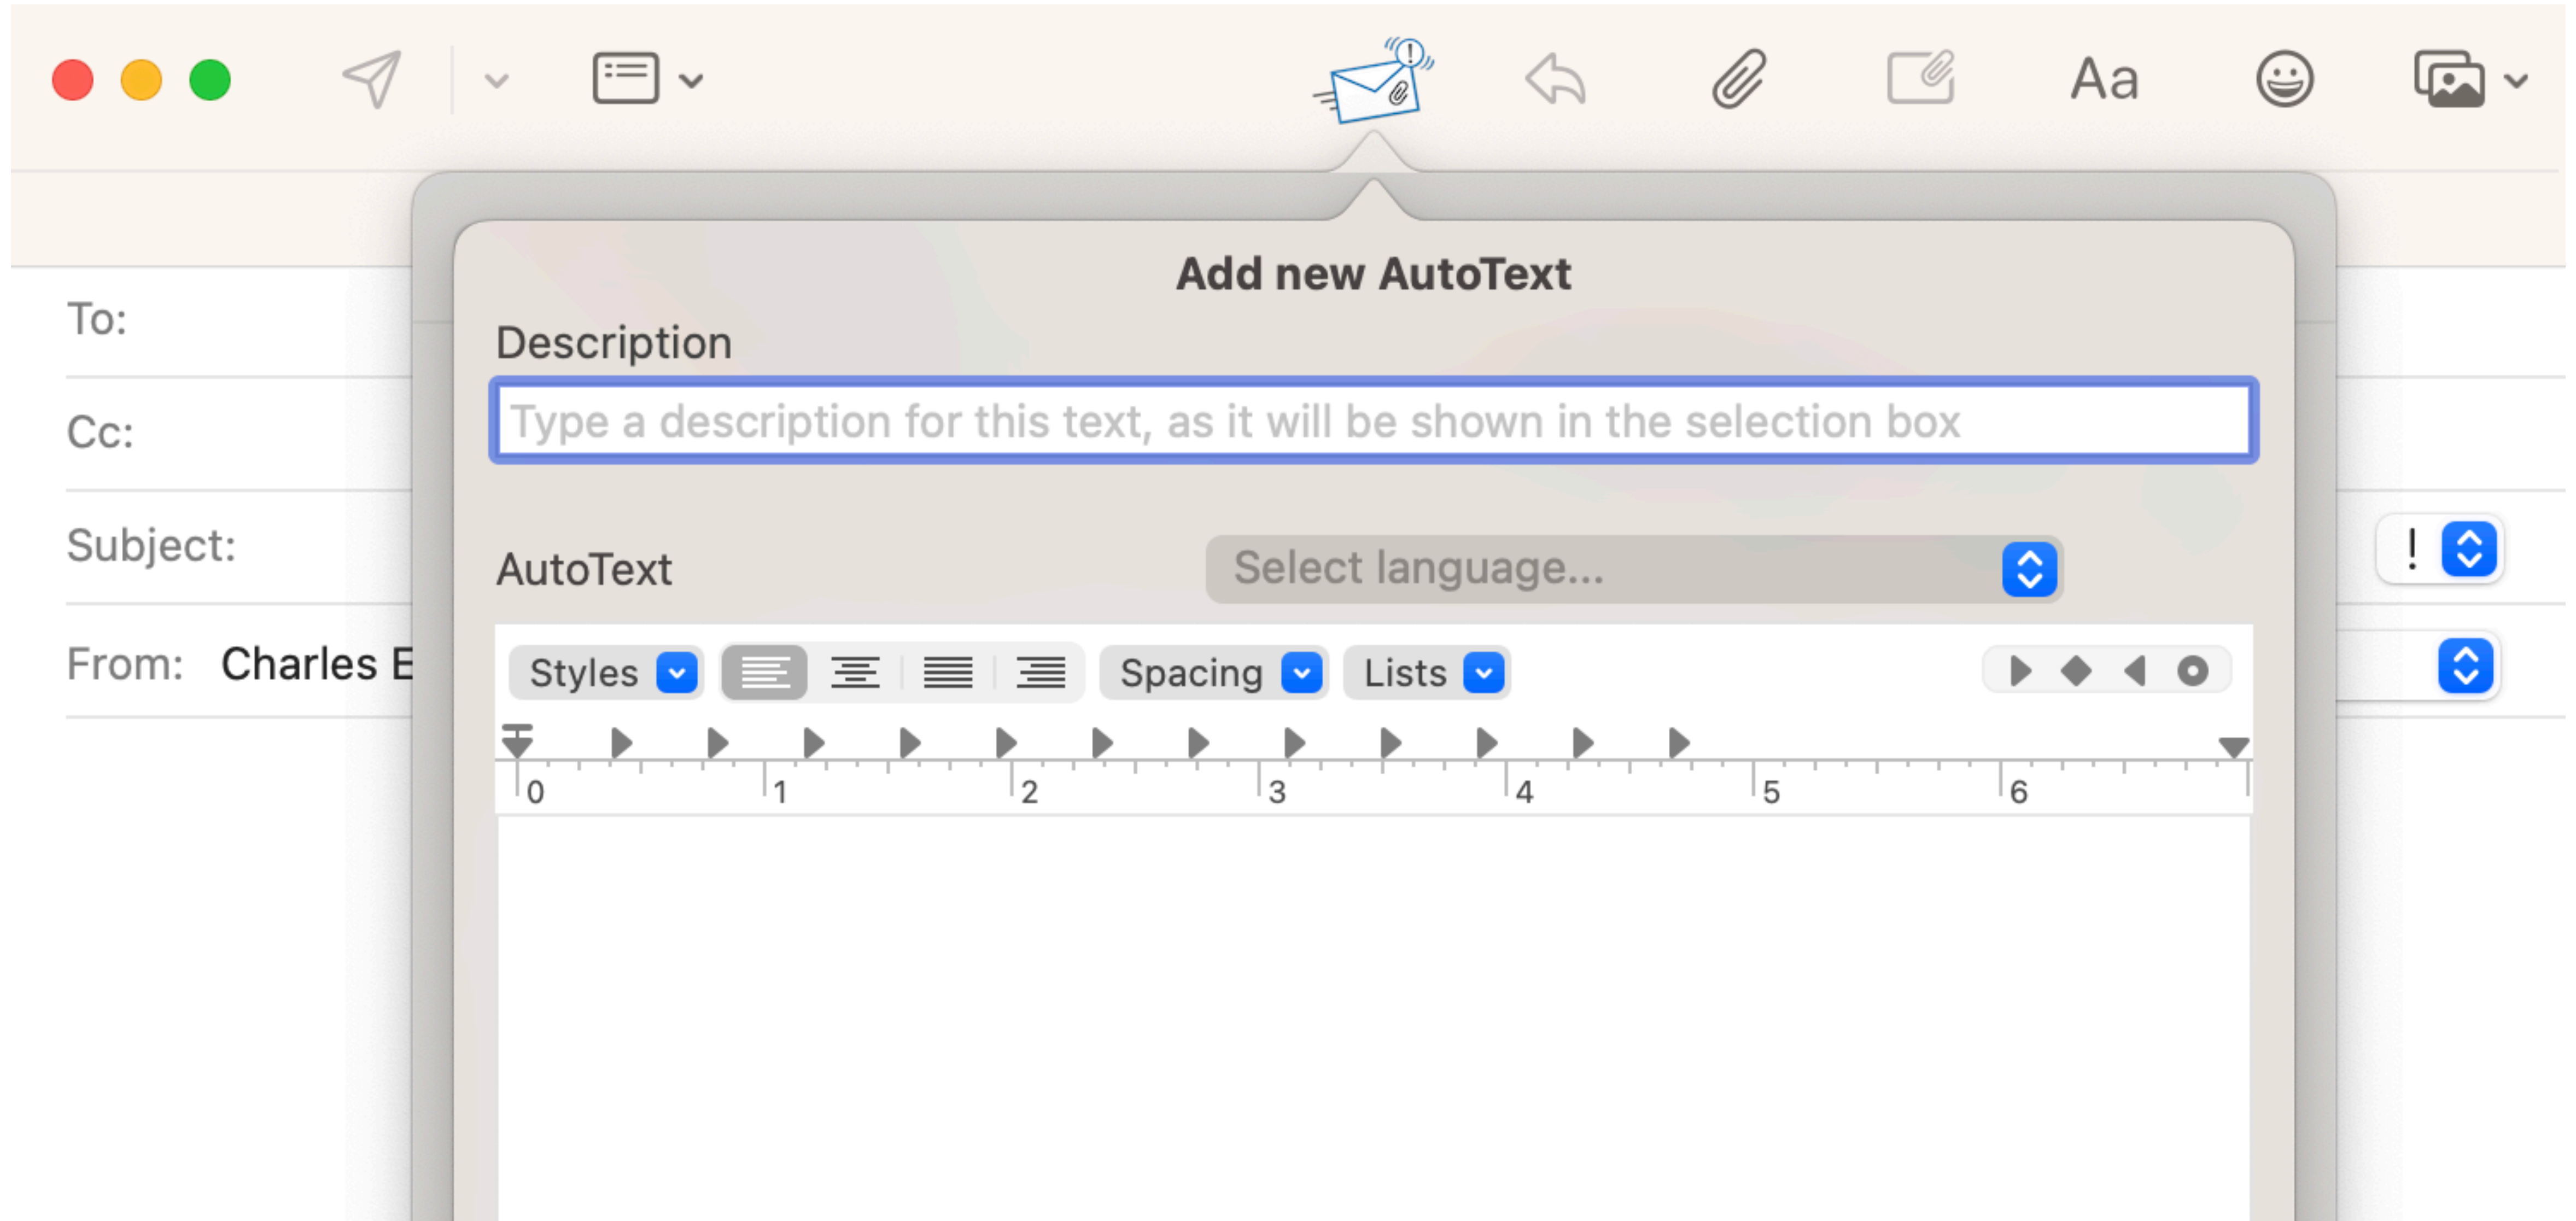 Aa
Add new AutoText
Description
Type a description for this text, as it will be shown in the selection box
To:
Cc:
Subject:
!
AutoText
Select language...
From: Charles E
Styles
Spacing
Lists
0 1 2 3 4 5 6